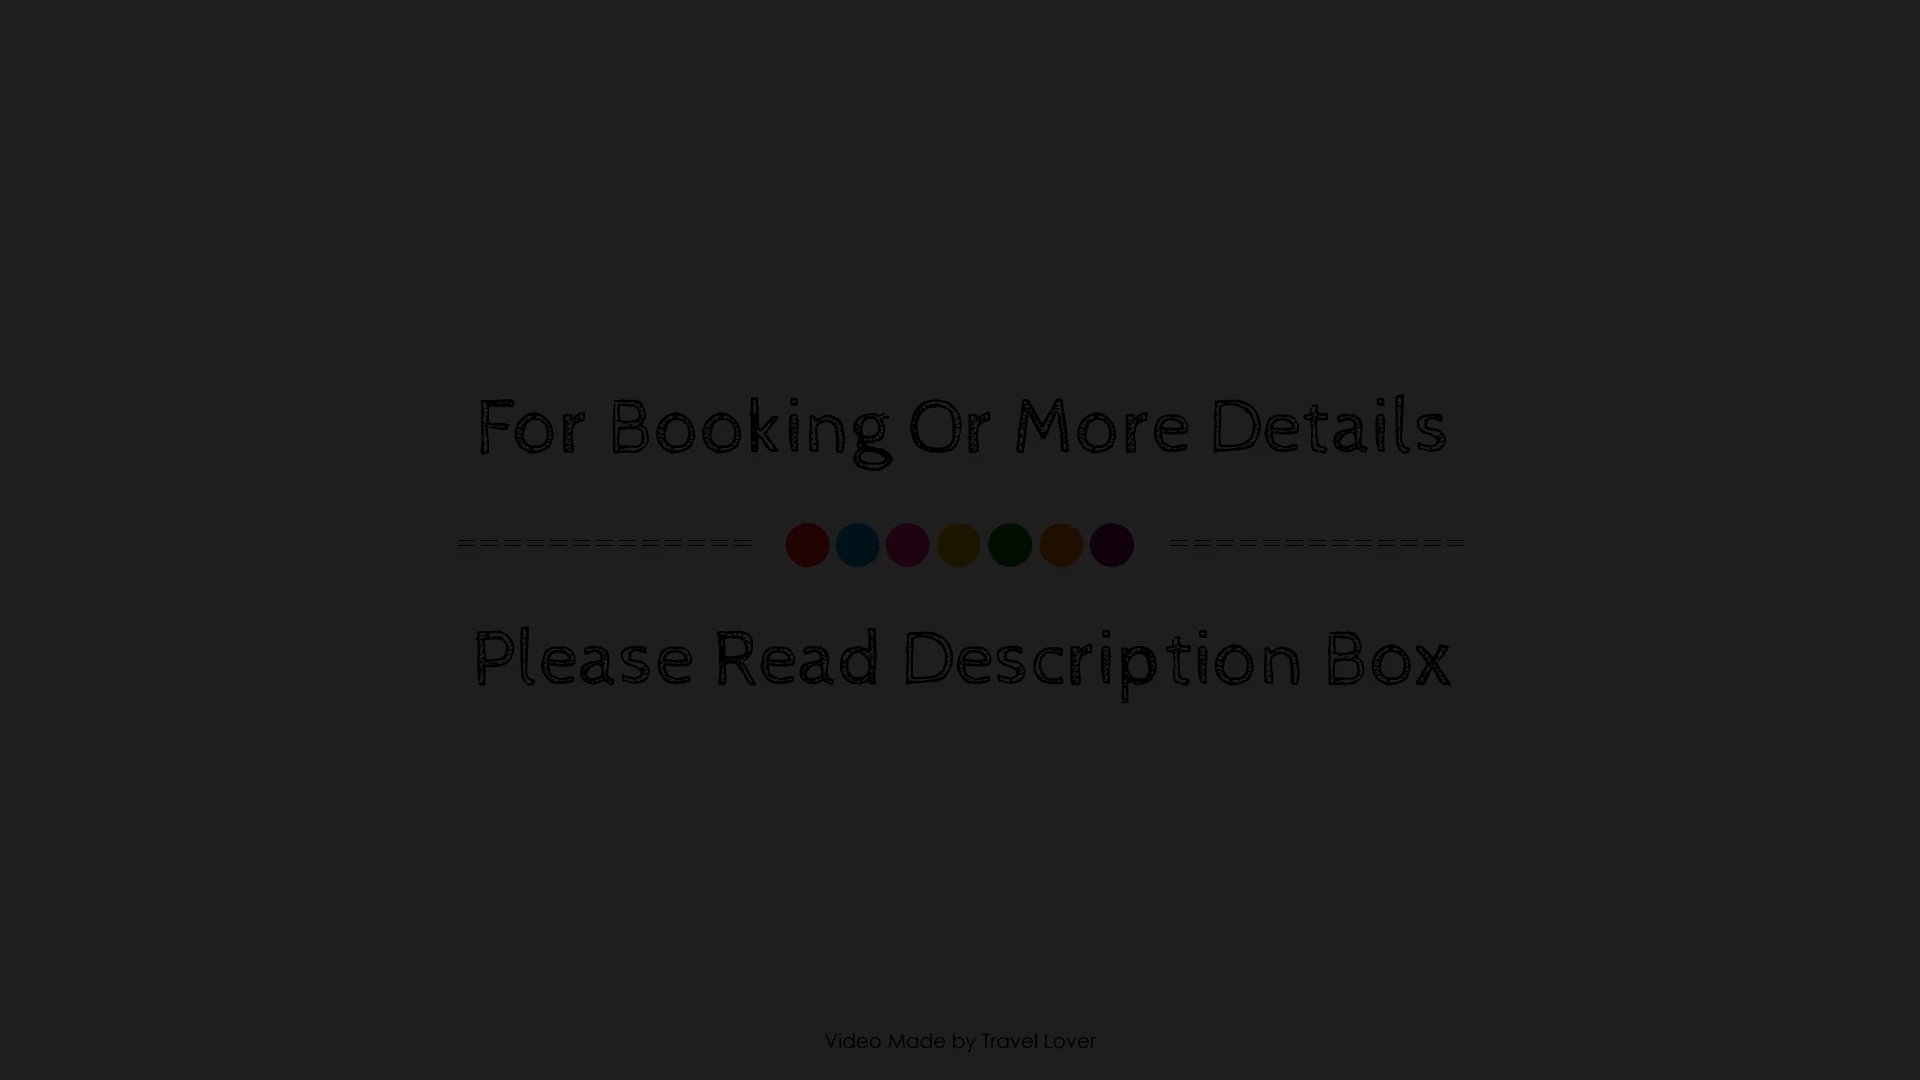 For Booking Or More Details
============= =============
Please Read Description Box
Video Made by Travel Lover